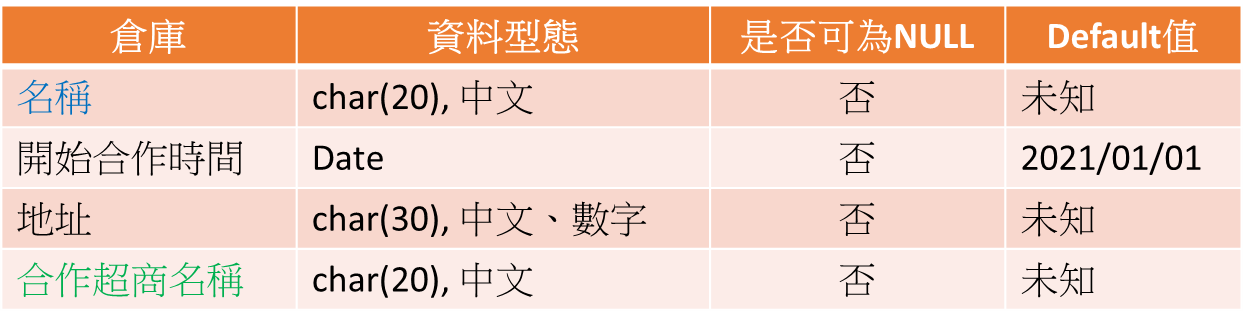 倉庫 資料型態 是否可為NULL Default值
名稱 char(20), 中文 否 未知
開始合作時間 Date 否 2021/01/01
地址 char(30), 中文、數字 否 未知
合作超商名稱 char(20), 中文 否 未知